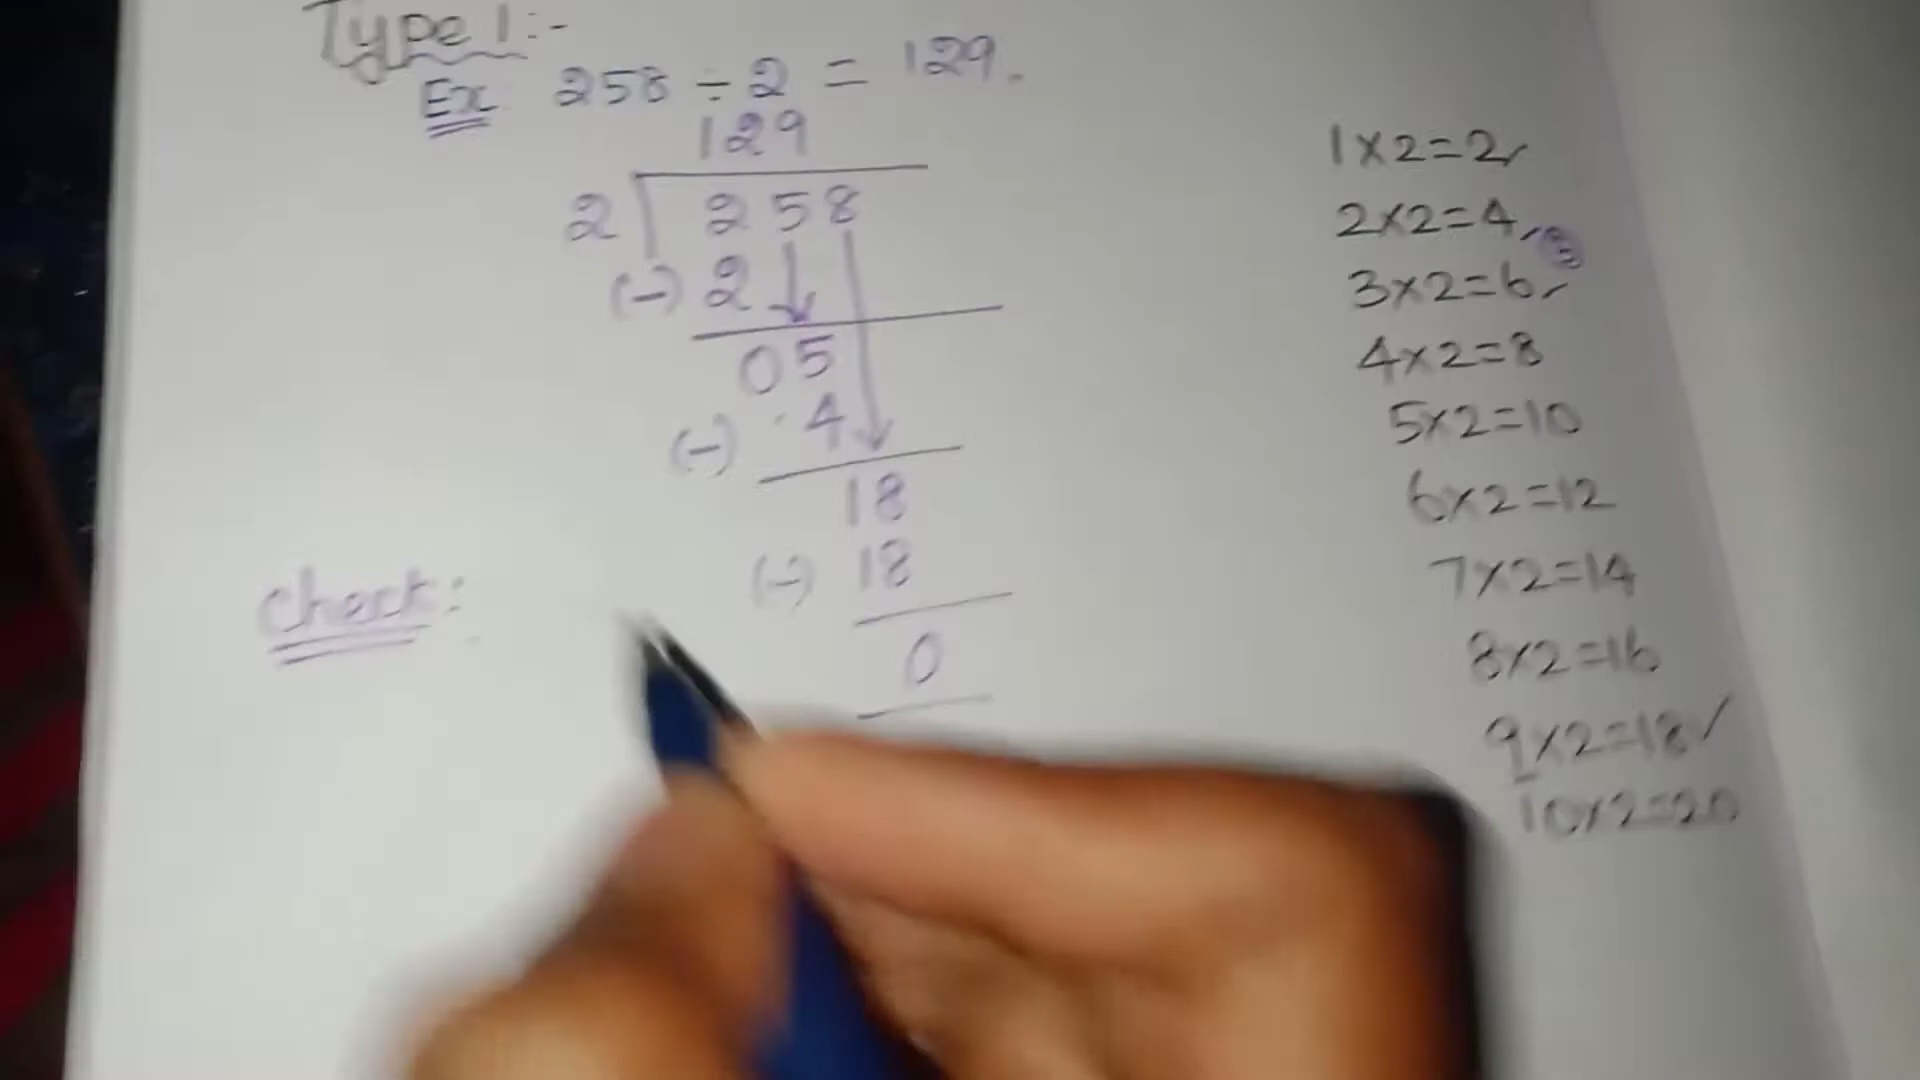 Type 1:-
Ex 258 ÷ 2 = 129.
129
2 258
(-) 2
05
(-) 4
18
(-) 18
0
Check:
1x2=2
2x2=4
3
3x2=6
4x2=8
5x2=10
6x2=12
7x2=14
8x2=16
9x2=18✓
10x2=20